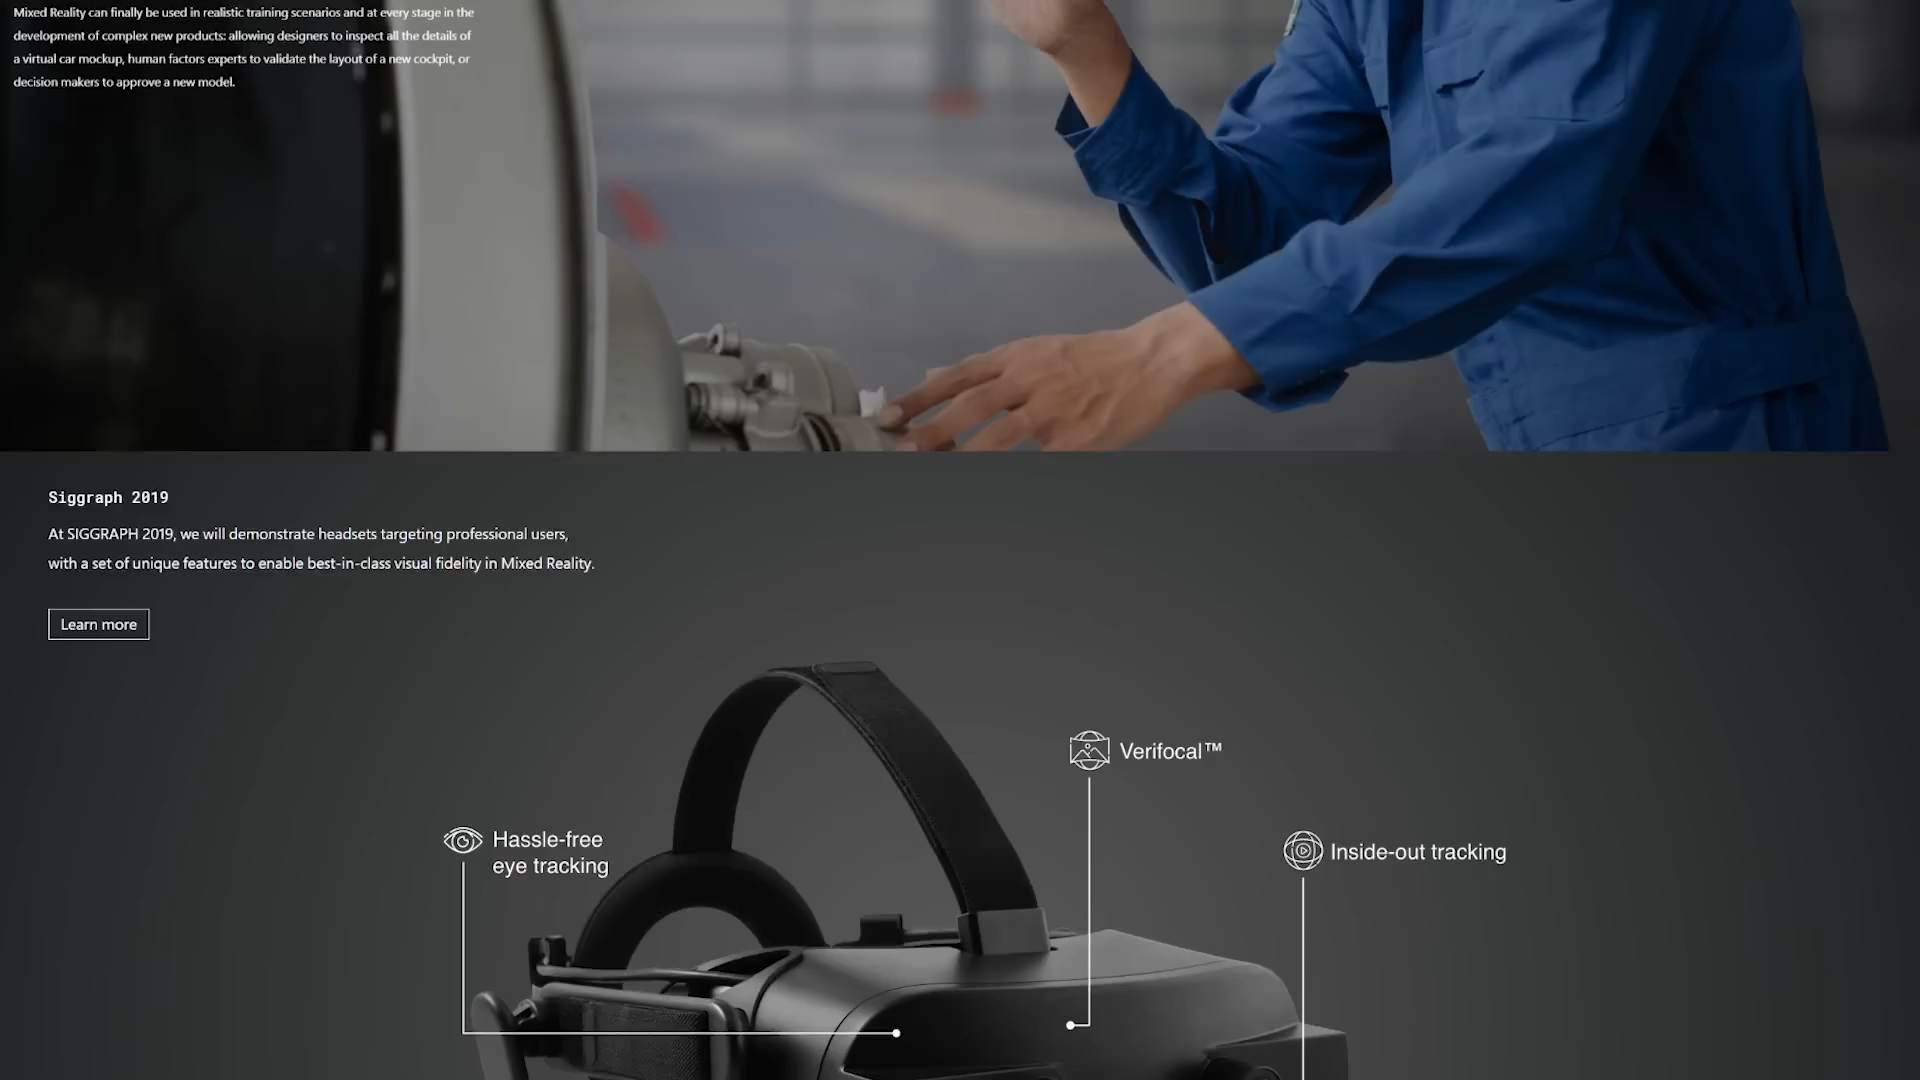 Mixed Reality can finally be used in realistic training scenarios and at every stage in the
development of complex new products: allowing designers to inspect all the details of
a virtual car mockup, human factors experts to validate the layout of a new cockpit, or
decision makers to approve a new model.
Siggraph 2019
At SIGGRAPH 2019, we will demonstrate headsets targeting professional users,
with a set of unique features to enable best-in-class visual fidelity in Mixed Reality.
Learn more
Verifocal™
Hassle-free
eye tracking
Inside-out tracking